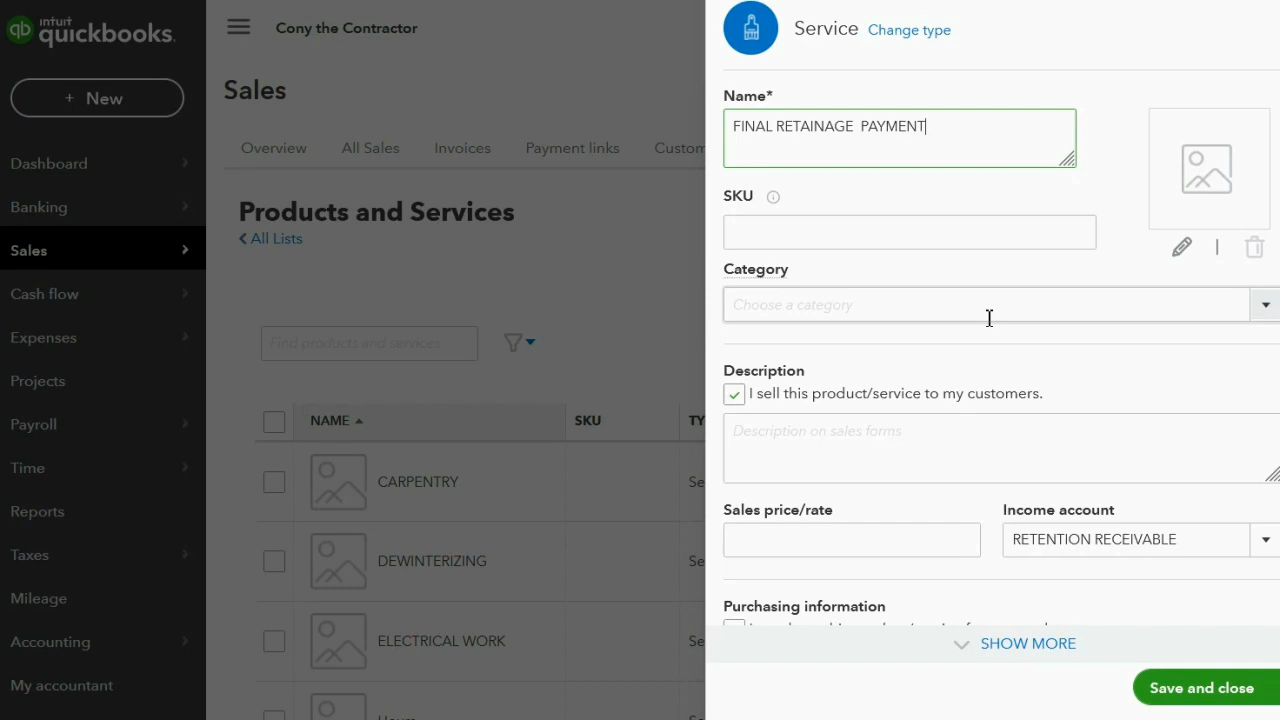 intuit
quickbooks.
+ New
Dashboard
Banking
Sales
Cash flow
Expenses
Projects
Payroll
Time
Reports
Taxes
Mileage
Accounting
My accountant
Cony the Contractor
Sales
Overview All Sales Invoices Payment links Custom
Products and Services
All Lists
Find products and services
NAME SKU TY
CARPENTRY Se
DEWINTERIZING Se
ELECTRICAL WORK Se
Hours
Service Change type
Name*
FINAL RETAINAGE  PAYMENT
SKU
Category
Choose a category
Description
I sell this product/service to my customers.
Description on sales forms
Sales price/rate Income account
RETENTION RECEIVABLE
Purchasing information
SHOW MORE
Save and close